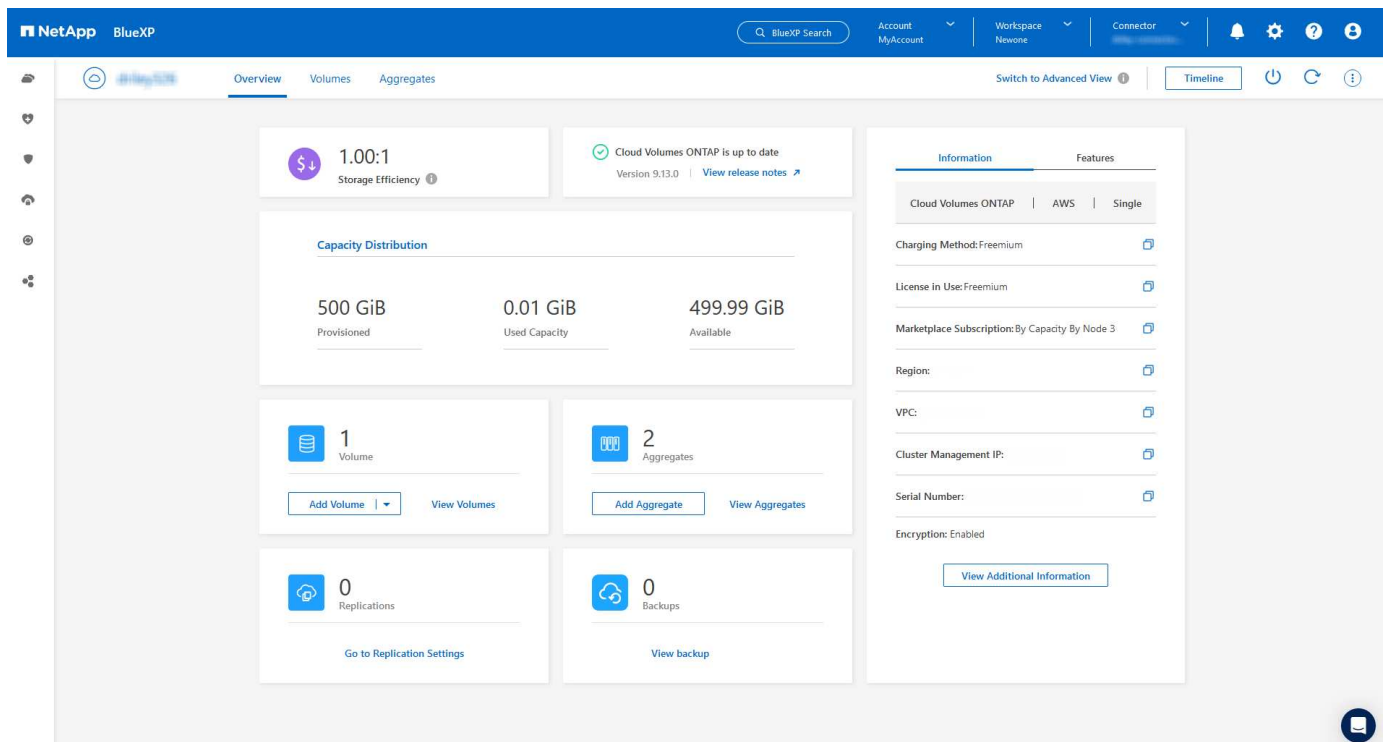 NetApp BlueXP
BlueXP Search
Account
MyAccount
Workspace
Newone
Connector
Overview Volumes Aggregates
Switch to Advanced View
Timeline
1.00:1
Storage Efficiency
Cloud Volumes ONTAP is up to date
Version 9.13.0 | View release notes
Capacity Distribution
500 GiB
Provisioned
0.01 GiB
Used Capacity
499.99 GiB
Available
1
Volume
Add Volume
View Volumes
2
Aggregates
Add Aggregate
View Aggregates
0
Replications
Go to Replication Settings
0
Backups
View backup
Information Features
Cloud Volumes ONTAP | AWS | Single
Charging Method: Freemium
License in Use: Freemium
Marketplace Subscription: By Capacity By Node 3
Region:
VPC:
Cluster Management IP:
Serial Number:
Encryption: Enabled
View Additional Information